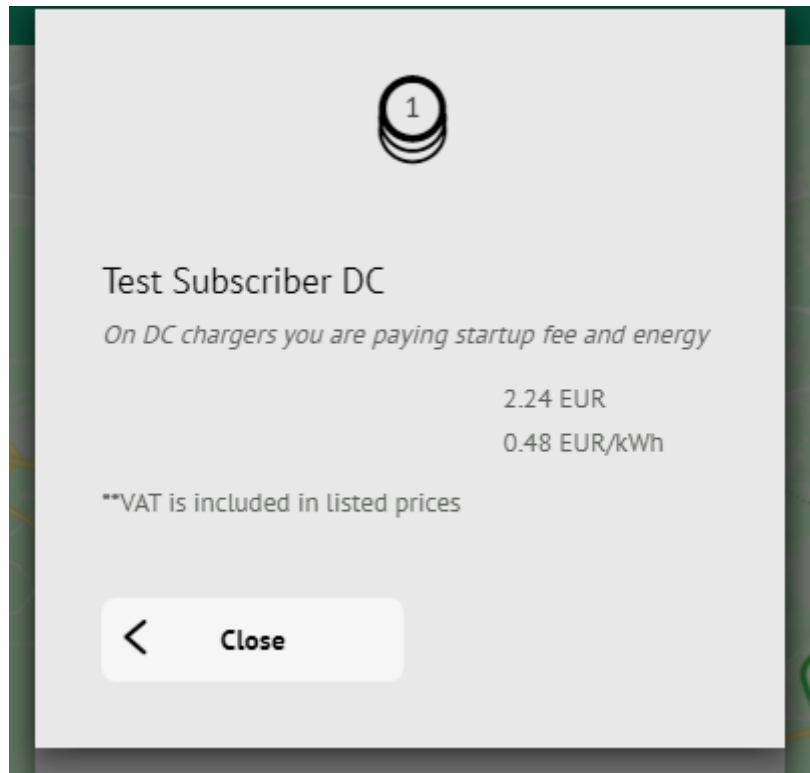 1
Test Subscriber DC
On DC chargers you are paying startup fee and energy
2.24 EUR
0.48 EUR/kWh
**VAT is included in listed prices
Close